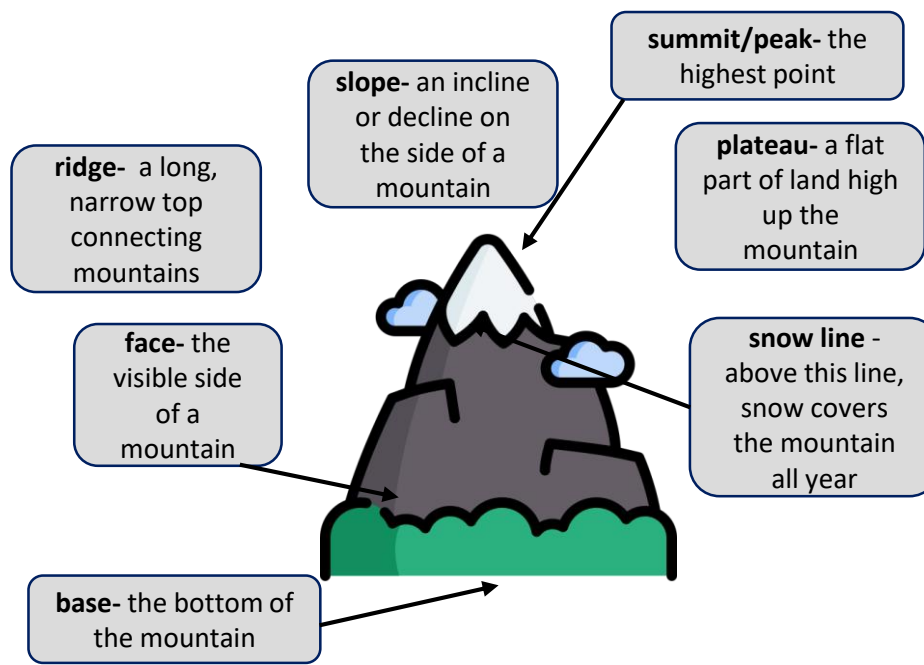 summit/peak- the
highest point
slope- an incline
or decline on
the side of a
mountain
plateau- a flat
part of land high
up the
mountain
ridge-  a long,
narrow top
connecting
mountains
face- the
visible side
of a
mountain
snow line -
above this line,
snow covers
the mountain
all year
base- the bottom of
the mountain